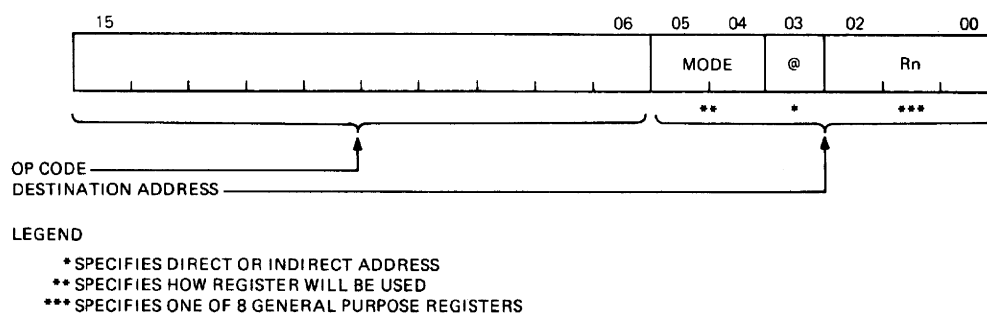 15 06 05 04 03 02 00
MODE @ Rn
** * ***
OP CODE
DESTINATION ADDRESS
LEGEND
* SPECIFIES DIRECT OR INDIRECT ADDRESS
** SPECIFIES HOW REGISTER WILL BE USED
*** SPECIFIES ONE OF 8 GENERAL PURPOSE REGISTERS